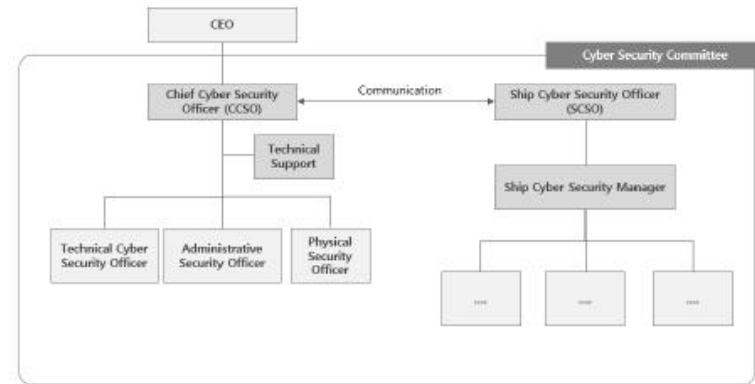 CEO
Cyber Security Committee
Chief Cyber Security
Officer (CCSO)
Communication
Ship Cyber Security Officer
(SCSO)
Technical
Support
Ship Cyber Security Manager
Technical Cyber
Security Officer
Administrative
Security Officer
Physical
Security
Officer
....
....
....